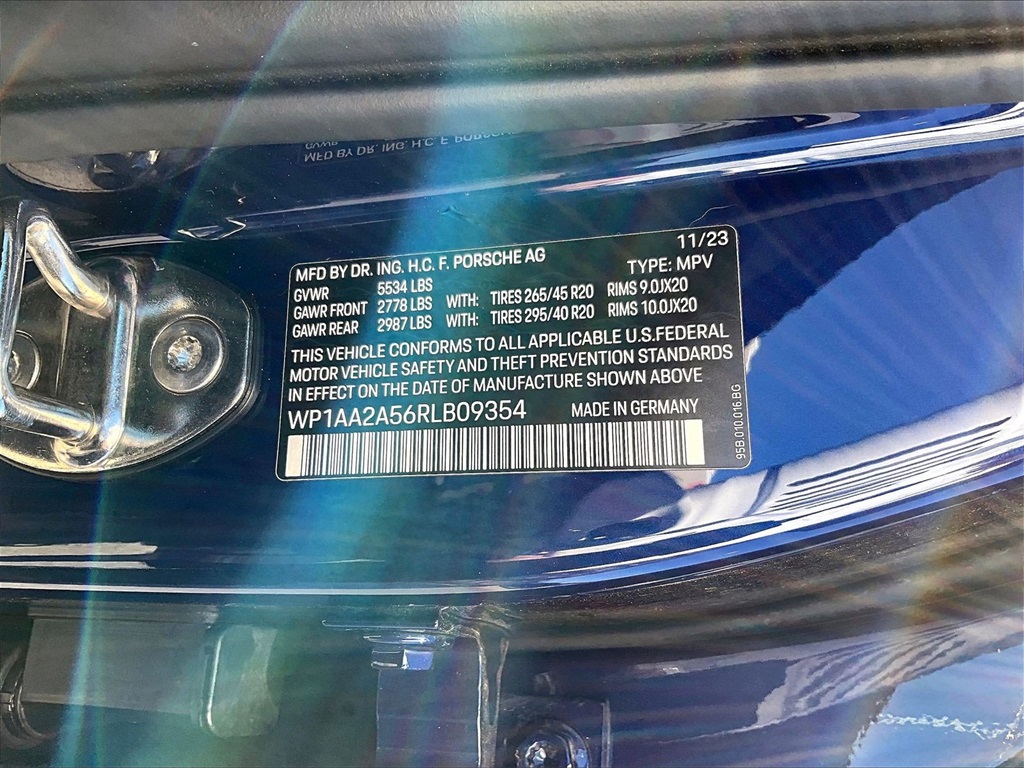 MFD BY DR. ING. H.C. F. PORSCHE AG 11/23
GVWR 5534 LBS TYPE: MPV
GAWR FRONT 2778 LBS WITH: TIRES 265/45 R20 RIMS 9.0JX20
GAWR REAR 2987 LBS WITH: TIRES 295/40 R20 RIMS 10.0JX20
THIS VEHICLE CONFORMS TO ALL APPLICABLE U.S.FEDERAL
MOTOR VEHICLE SAFETY AND THEFT PREVENTION STANDARDS
IN EFFECT ON THE DATE OF MANUFACTURE SHOWN ABOVE
WP1AA2A56RLB09354 MADE IN GERMANY
95B.010.016.BG